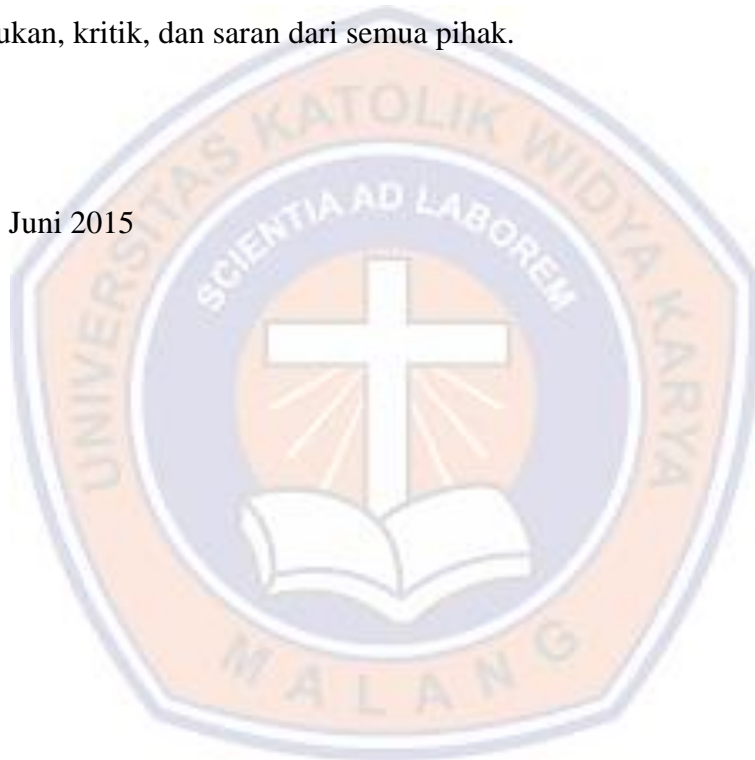 ukan, kritik, dan saran dari semua pihak.
Juni 2015
UNIVERSITAS KATOLIK WIDYA KARYA
SCIENTIA AD LABOREM
MALANG